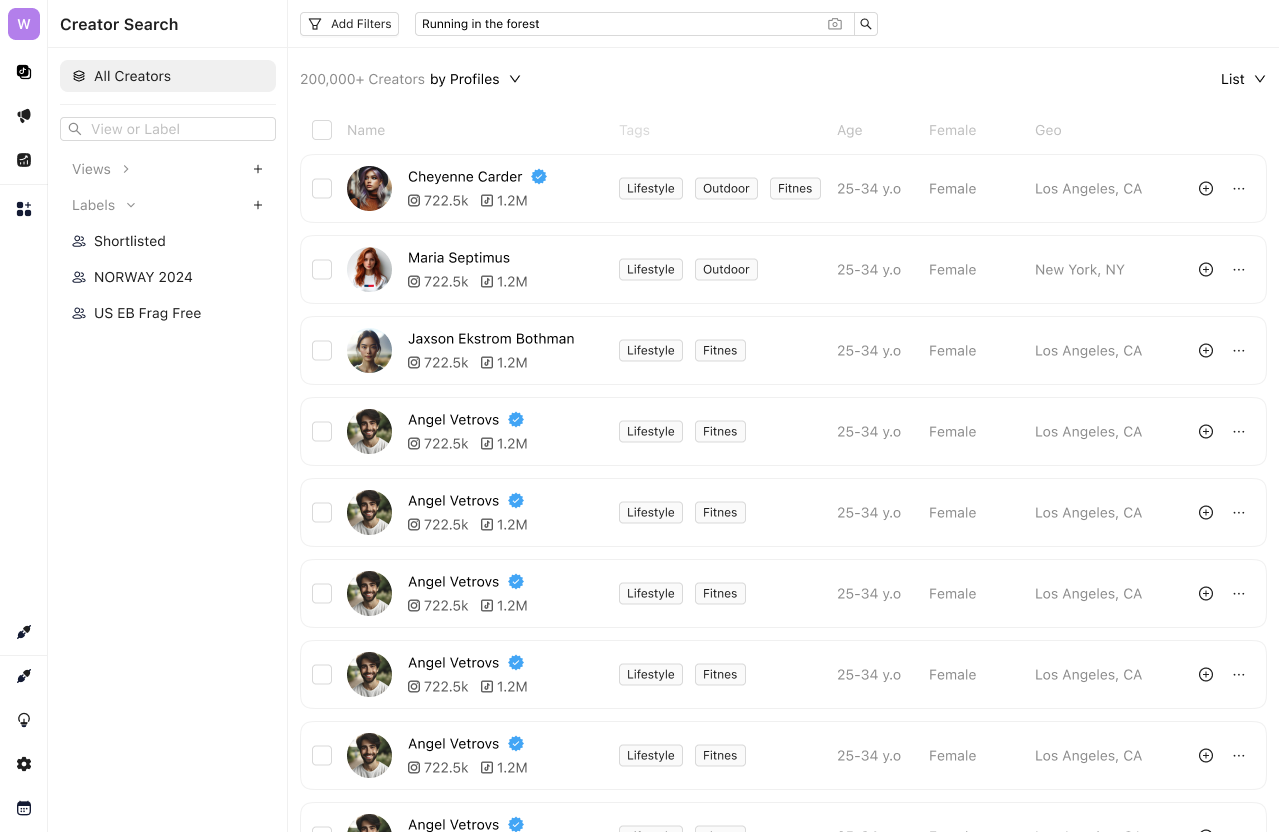 W
Creator Search
Add Filters
Running in the forest
All Creators
View or Label
Views
Labels
Shortlisted
NORWAY 2024
US EB Frag Free
200,000+ Creators by Profiles
List
Name Tags Age Female Geo
Cheyenne Carder
722.5k 1.2M
Lifestyle Outdoor Fitnes 25-34 y.o Female Los Angeles, CA
Maria Septimus
722.5k 1.2M
Lifestyle Outdoor 25-34 y.o Female New York, NY
Jaxson Ekstrom Bothman
722.5k 1.2M
Lifestyle Fitnes 25-34 y.o Female Los Angeles, CA
Angel Vetrovs
722.5k 1.2M
Lifestyle Fitnes 25-34 y.o Female Los Angeles, CA
Angel Vetrovs
722.5k 1.2M
Lifestyle Fitnes 25-34 y.o Female Los Angeles, CA
Angel Vetrovs
722.5k 1.2M
Lifestyle Fitnes 25-34 y.o Female Los Angeles, CA
Angel Vetrovs
722.5k 1.2M
Lifestyle Fitnes 25-34 y.o Female Los Angeles, CA
Angel Vetrovs
722.5k 1.2M
Lifestyle Fitnes 25-34 y.o Female Los Angeles, CA
Angel Vetrovs